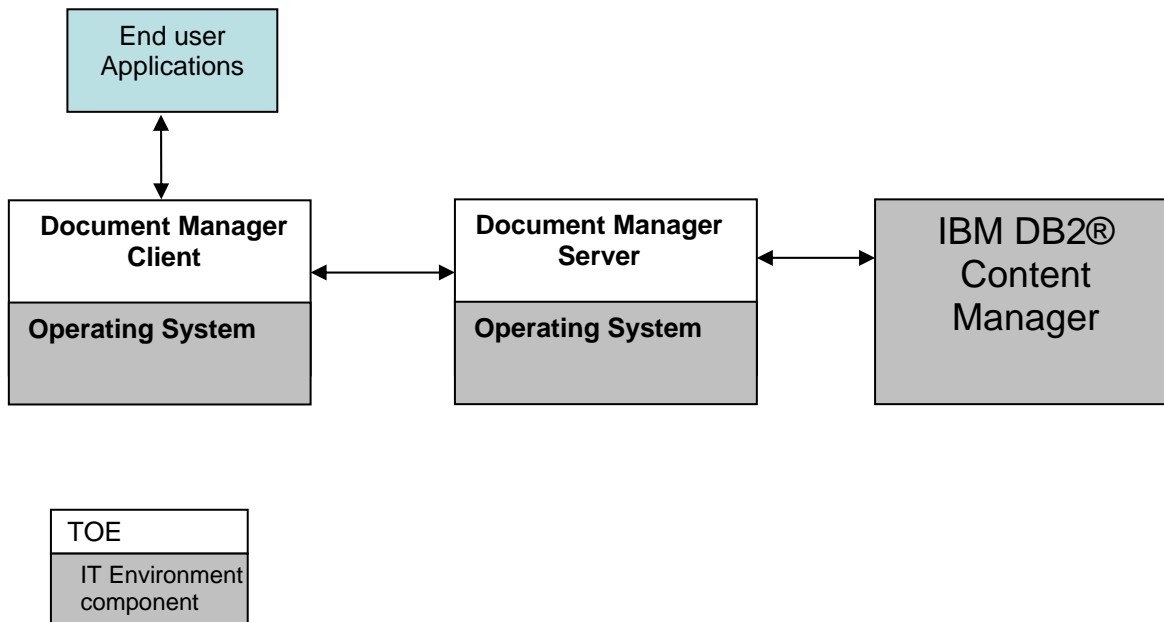 End user
Applications
Document Manager
Client
Operating System
Document Manager
Server
Operating System
IBM DB2®
Content
Manager
TOE
IT Environment
component